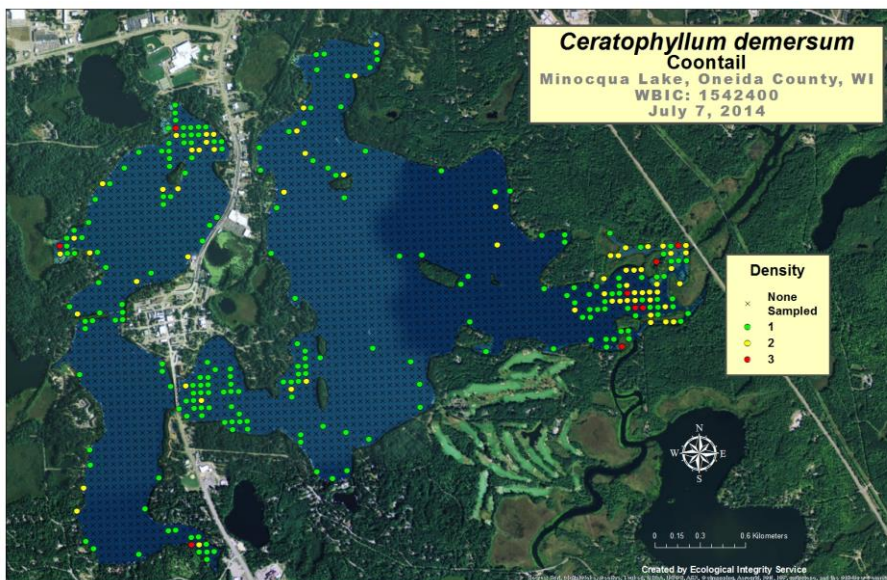 Ceratophyllum demersum
Coontail
Minocqua Lake, Oneida County, WI
WBIC: 1542400
July 7, 2014
Density
None
Sampled
1
2
3
N
W E
S
0 0.15 0.3 0.6 Kilometers
Created by Ecological Integrity Service